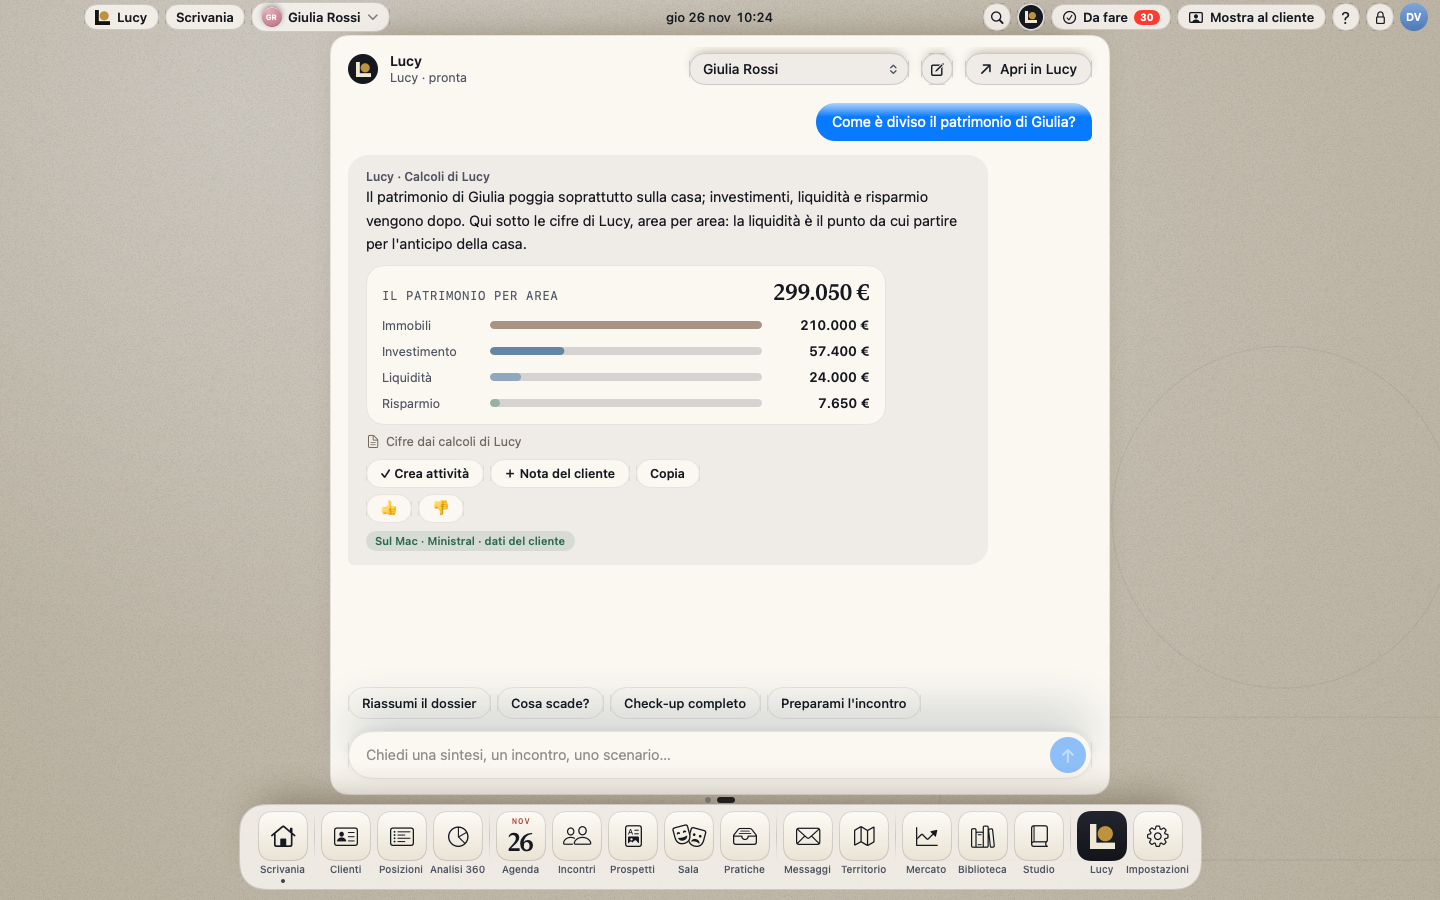 Lucy
Scrivania
GR Giulia Rossi
gio 26 nov 10:24
Da fare 30
Mostra al cliente
?
DV
Lucy
Lucy · pronta
Giulia Rossi
Apri in Lucy
Come è diviso il patrimonio di Giulia?
Lucy · Calcoli di Lucy
Il patrimonio di Giulia poggia soprattutto sulla casa; investimenti, liquidità e risparmio
vengono dopo. Qui sotto le cifre di Lucy, area per area: la liquidità è il punto da cui partire
per l'anticipo della casa.
IL PATRIMONIO PER AREA 299.050 €
Immobili 210.000 €
Investimento 57.400 €
Liquidità 24.000 €
Risparmio 7.650 €
Cifre dai calcoli di Lucy
Crea attività
+ Nota del cliente
Copia
Sul Mac · Ministral · dati del cliente
Riassumi il dossier
Cosa scade?
Check-up completo
Preparami l'incontro
Chiedi una sintesi, un incontro, uno scenario...
NOV
26
Scrivania
Clienti
Posizioni
Analisi 360
Agenda
Incontri
Prospetti
Sala
Pratiche
Messaggi
Territorio
Mercato
Biblioteca
Studio
Lucy
Impostazioni